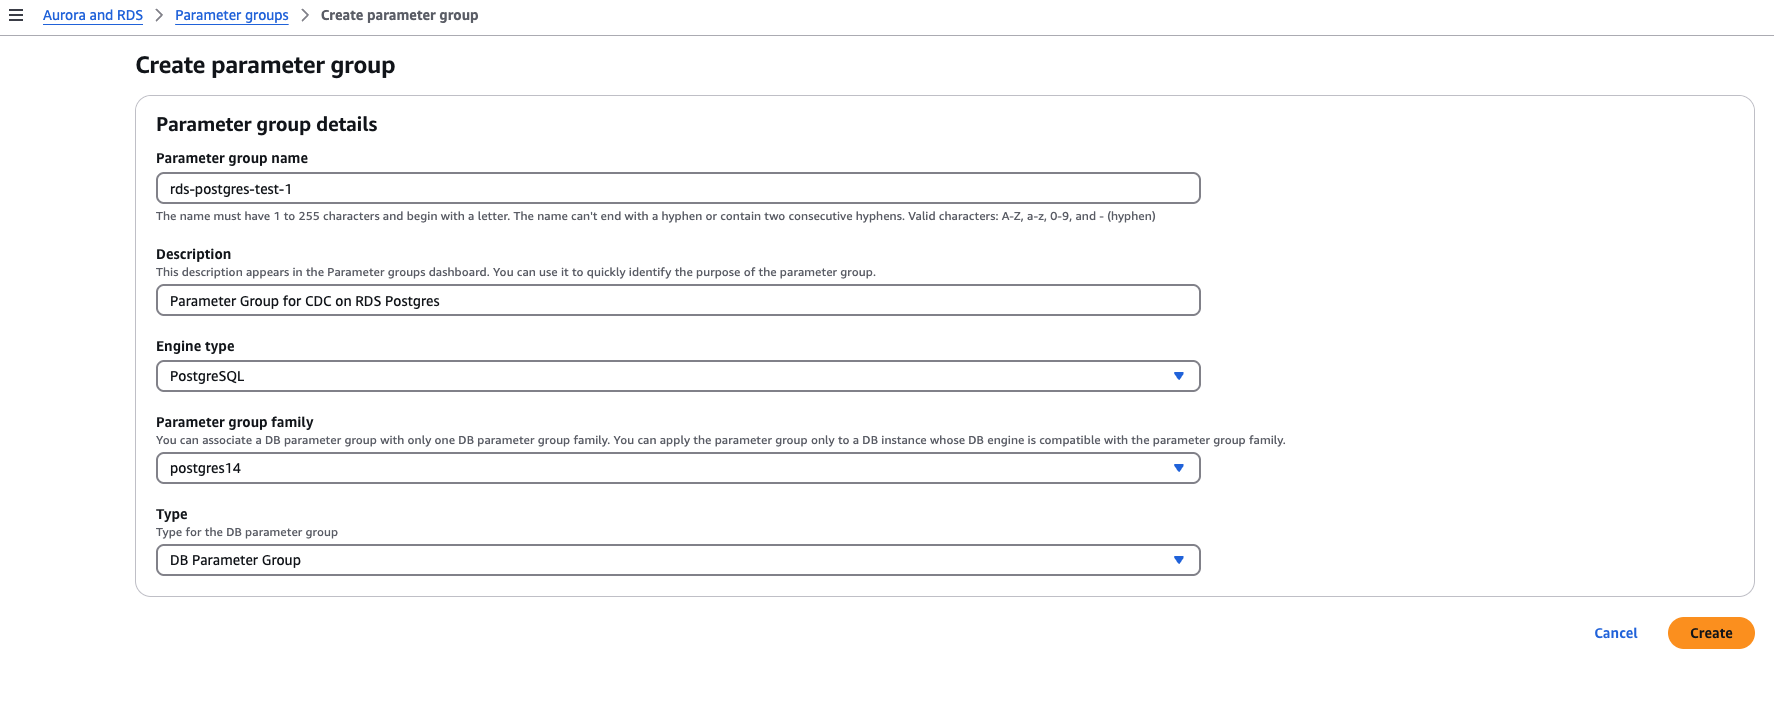 Aurora and RDS > Parameter groups > Create parameter group
Create parameter group
Parameter group details
Parameter group name
rds-postgres-test-1
The name must have 1 to 255 characters and begin with a letter. The name can't end with a hyphen or contain two consecutive hyphens. Valid characters: A-Z, a-z, 0-9, and - (hyphen)
Description
This description appears in the Parameter groups dashboard. You can use it to quickly identify the purpose of the parameter group.
Parameter Group for CDC on RDS Postgres
Engine type
PostgreSQL
Parameter group family
You can associate a DB parameter group with only one DB parameter group family. You can apply the parameter group only to a DB instance whose DB engine is compatible with the parameter group family.
postgres14
Type
Type for the DB parameter group
DB Parameter Group
Cancel
Create